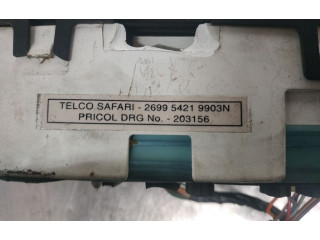 TELCO SAFARI - 2699 5421 9903N
PRICOL DRG No. - 203156